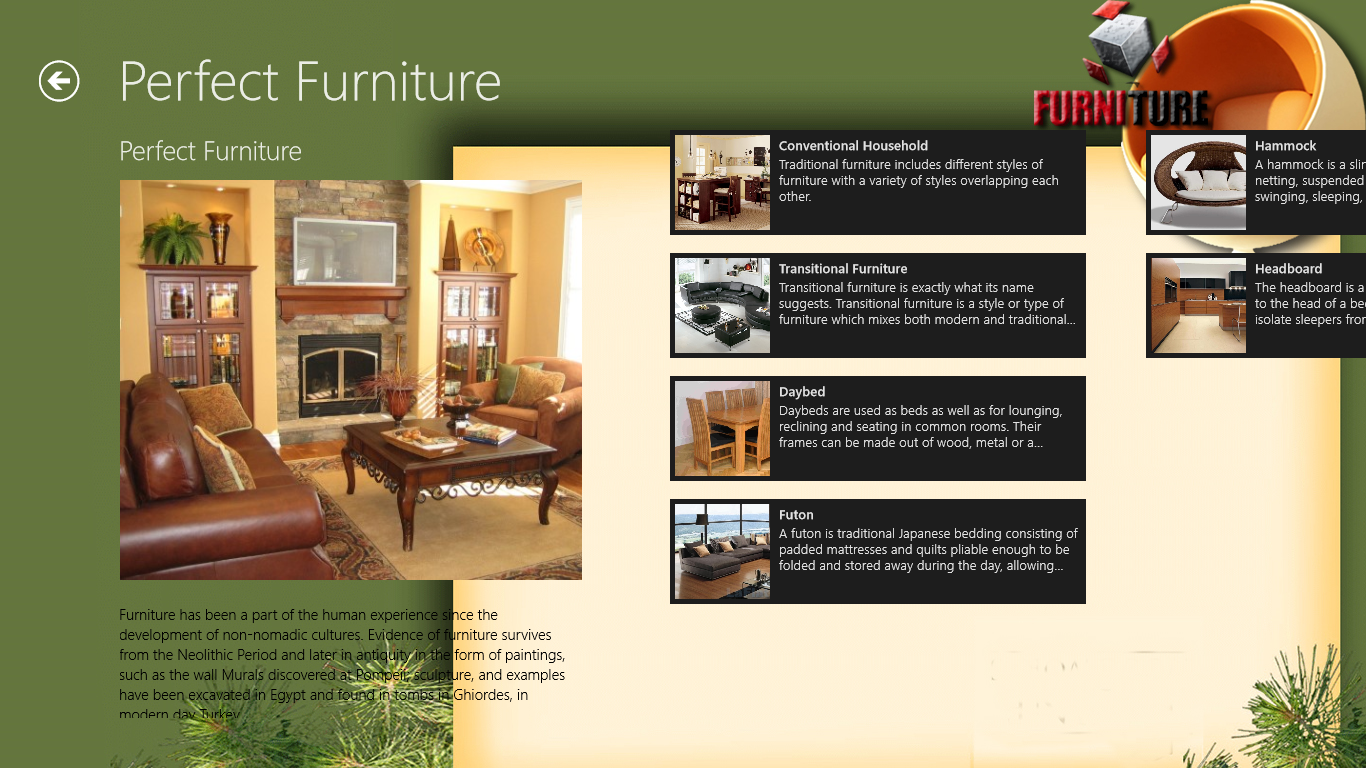 Perfect Furniture
FURNITURE
Perfect Furniture
Furniture has been a part of the human experience since the
development of non-nomadic cultures. Evidence of furniture survives
from the Neolithic Period and later in antiquity in the form of paintings,
such as the wall Murals discovered at Pompeii; sculpture, and examples
have been excavated in Egypt and found in tombs in Ghiordes, in
modern day Turkey.
Conventional Household
Traditional furniture includes different styles of
furniture with a variety of styles overlapping each
other.
Transitional Furniture
Transitional furniture is exactly what its name
suggests. Transitional furniture is a style or type of
furniture which mixes both modern and traditional...
Daybed
Daybeds are used as beds as well as for lounging,
reclining and seating in common rooms. Their
frames can be made out of wood, metal or a...
Futon
A futon is traditional Japanese bedding consisting of
padded mattresses and quilts pliable enough to be
folded and stored away during the day, allowing...
Hammock
A hammock is a
netting, suspended
swinging, sleeping,
Headboard
The headboard is a
to the head of a
isolate sleepers